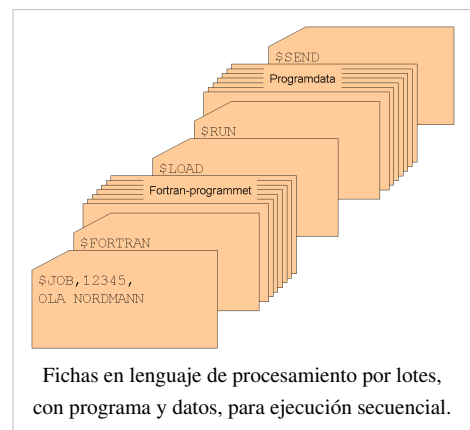 $SEND
Programdata
$RUN
$LOAD
Fortran-programmet
$FORTRAN
$JOB,12345,
OLA NORDMANN
Fichas en lenguaje de procesamiento por lotes,
con programa y datos, para ejecución secuencial.